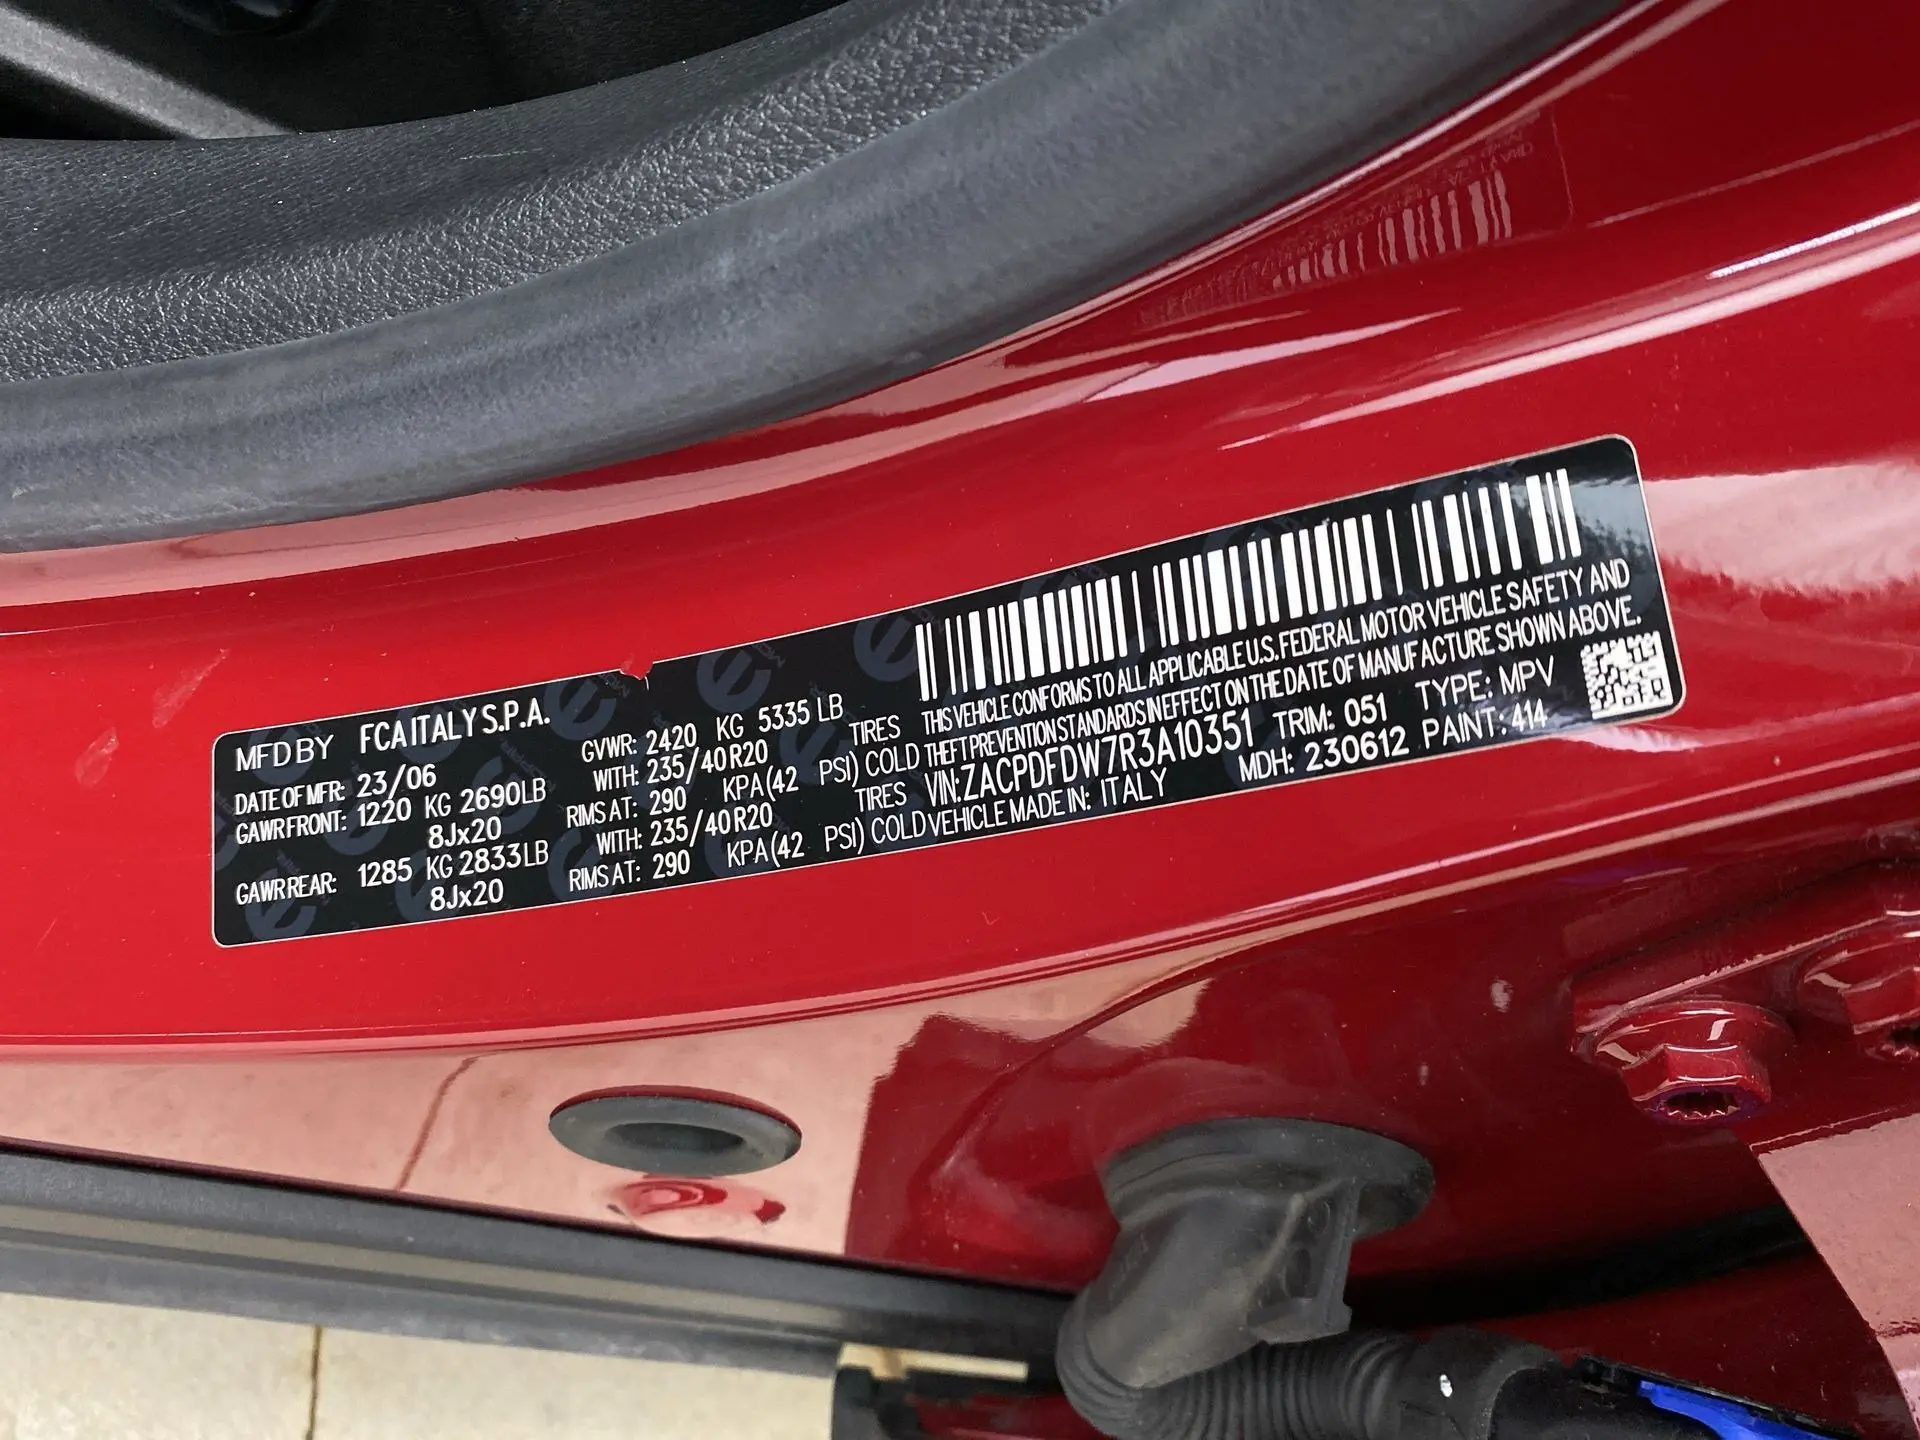 MFD BY FCA ITALY S.P.A.
DATE OF MFR: 23/06 GVWR: 2420 KG 5335 LB
GAWR FRONT: 1220 KG 2690LB WITH: 235/40R20 TIRES
8Jx20 RIMS AT: 290 KPA (42 PSI) COLD
GAWR REAR: 1285 KG 2833LB WITH: 235/40R20 TIRES
8Jx20 RIMS AT: 290 KPA (42 PSI) COLD
THIS VEHICLE CONFORMS TO ALL APPLICABLE U.S. FEDERAL MOTOR VEHICLE SAFETY AND
THEFT PREVENTION STANDARDS IN EFFECT ON THE DATE OF MANUFACTURE SHOWN ABOVE.
VIN: ZACPDFDW7R3A10351 TRIM: 051 TYPE: MPV
VEHICLE MADE IN: ITALY MDH: 230612 PAINT: 414